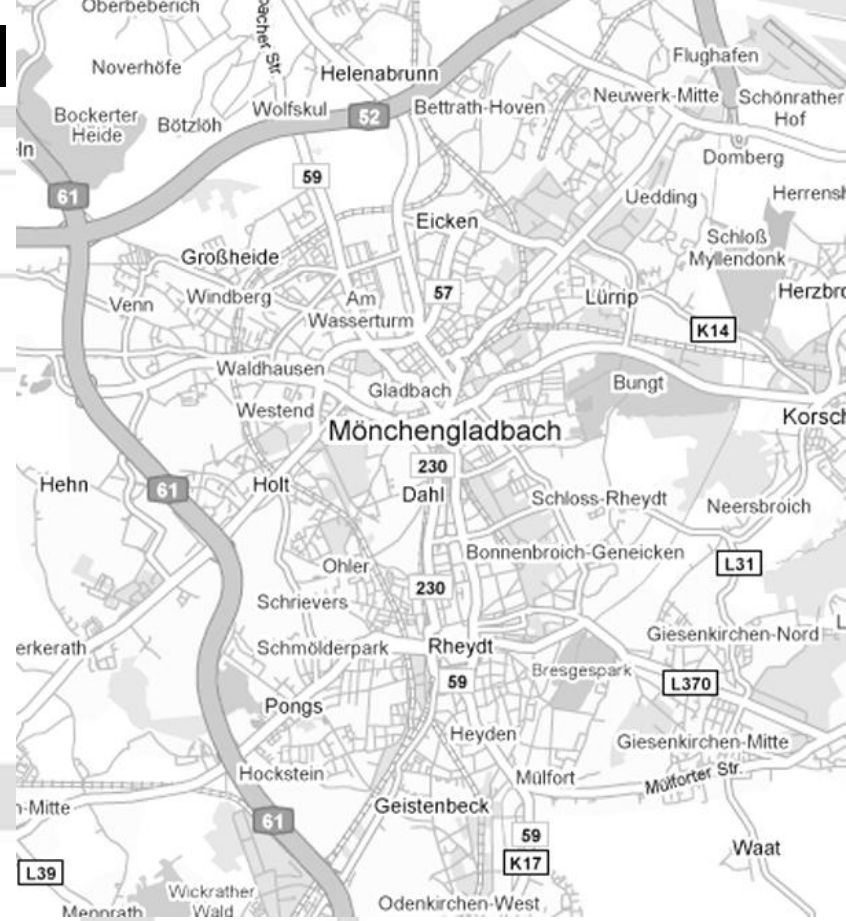 Oberbeberich
Flughafen
Noverhöfe
Helenabrunn
Neuwerk-Mitte
Schönrather
Hof
Bockerter
Heide
Bötzlöh
Wolfskul
52
Bettrath-Hoven
Domberg
59
61
Uedding
Eicken
Schloß
Myllendonk
Großheide
Venn
Windberg
Am
Wasserturm
57
Lürrip
K14
Waldhausen
Gladbach
Bungt
Westend
Mönchengladbach
230
Hehn
61
Holt
Dahl
Schloss-Rheydt
Neersbroich
Bonnenbroich-Geneicken
L31
Ohler
230
Schrievers
Giesenkirchen-Nord
Schmölderpark
Rheydt
Bresgespark
59
L370
Pongs
Heyden
Giesenkirchen-Mitte
Hockstein
Mülfort
Mülforter Str.
Geistenbeck
61
59
K17
Waat
L39
Wickrather
Wald
Odenkirchen-West
Mennrath